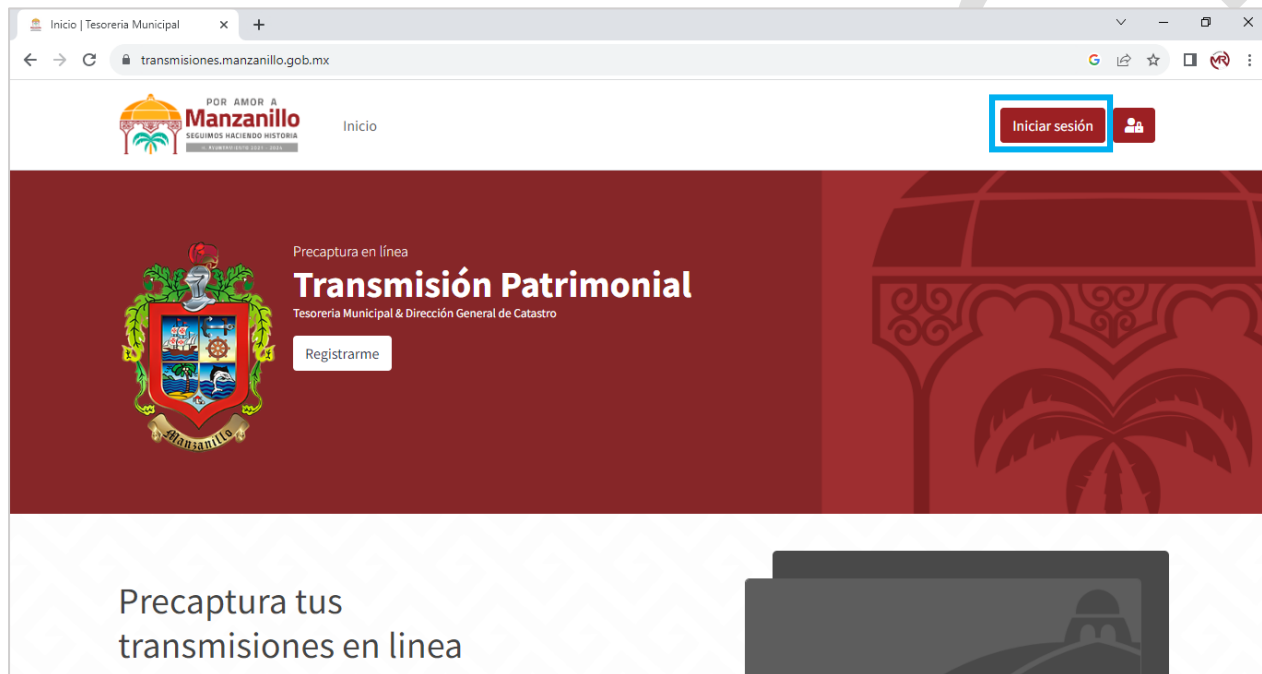 Inicio | Tesoreria Municipal
transmisiones.manzanillo.gob.mx
POR AMOR A
Manzanillo
SEGUIMOS HACIENDO HISTORIA
Inicio
Iniciar sesión
Precaptura en línea
Transmisión Patrimonial
Tesoreria Municipal & Dirección General de Catastro
Registrarme
Manzanillo
Precaptura tus
transmisiones en linea